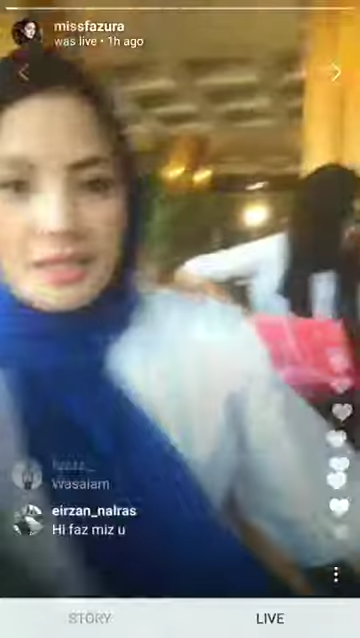 missfazura
was live • 1h ago
Wasalam
eirzan_nalras
Hi faz miz u
STORY
LIVE